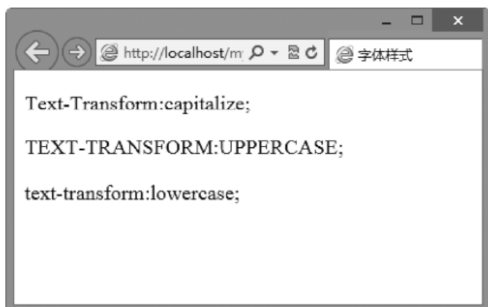 http://localhost/m
字体样式
Text-Transform:capitalize;
TEXT-TRANSFORM:UPPERCASE;
text-transform:lowercase;